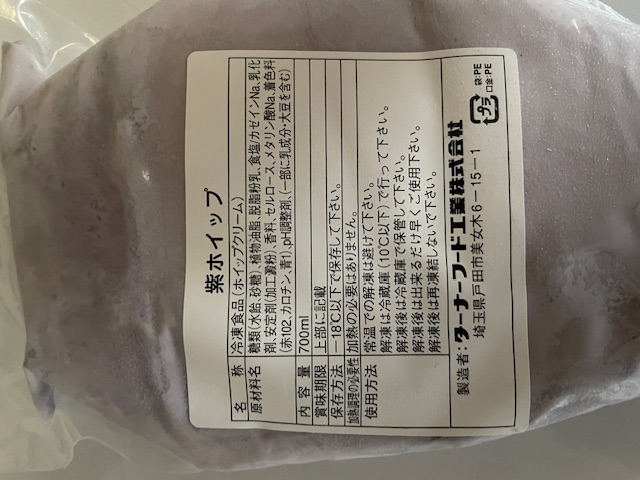 紫ホイップ
名 称 冷凍食品(ホイップクリーム)
原材料名 糖類(水飴、砂糖)、植物油脂、脱脂粉乳、食塩/カゼインNa、乳化
剤、安定剤(加工澱粉)、香料、セルロース、メタリン酸Na、着色料
(赤102、カロチン、青1)、pH調整剤、(一部に乳成分・大豆を含む)
内 容 量 700ml
賞味期限 上部に記載
保存方法 -18℃以下で保存して下さい。
加熱調理の必要性 加熱の必要はありません。
使用方法 常温での解凍は避けて下さい。
解凍は冷蔵庫(10℃以下)で行って下さい。
解凍後は冷蔵庫で保管して下さい。
解凍後は出来るだけ早くご使用下さい。
解凍後は再凍結しないで下さい。
製造者:ターナーフード工業株式会社
埼玉県戸田市美女木6-15-1
プラ
袋:PE
口金:PE